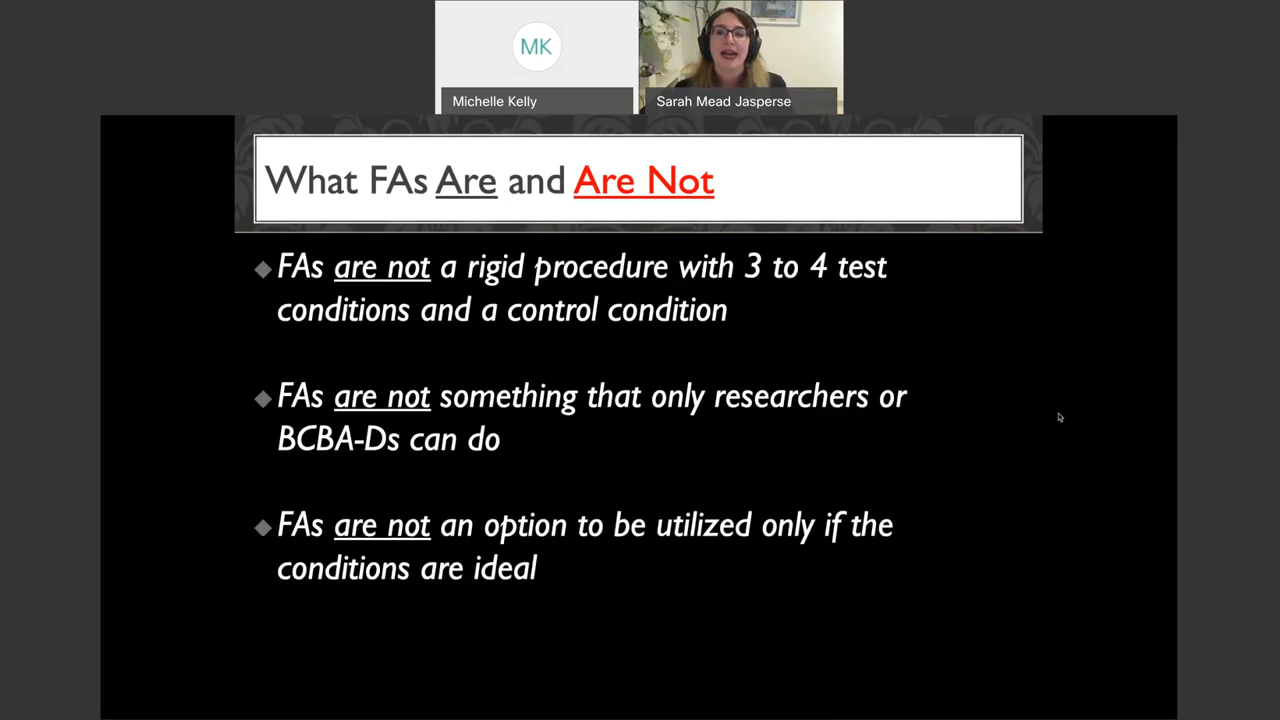 MK
Michelle Kelly
Sarah Mead Jasperse
What FAs Are and Are Not
FAs are not a rigid procedure with 3 to 4 test
conditions and a control condition
FAs are not something that only researchers or
BCBA-Ds can do
FAs are not an option to be utilized only if the
conditions are ideal